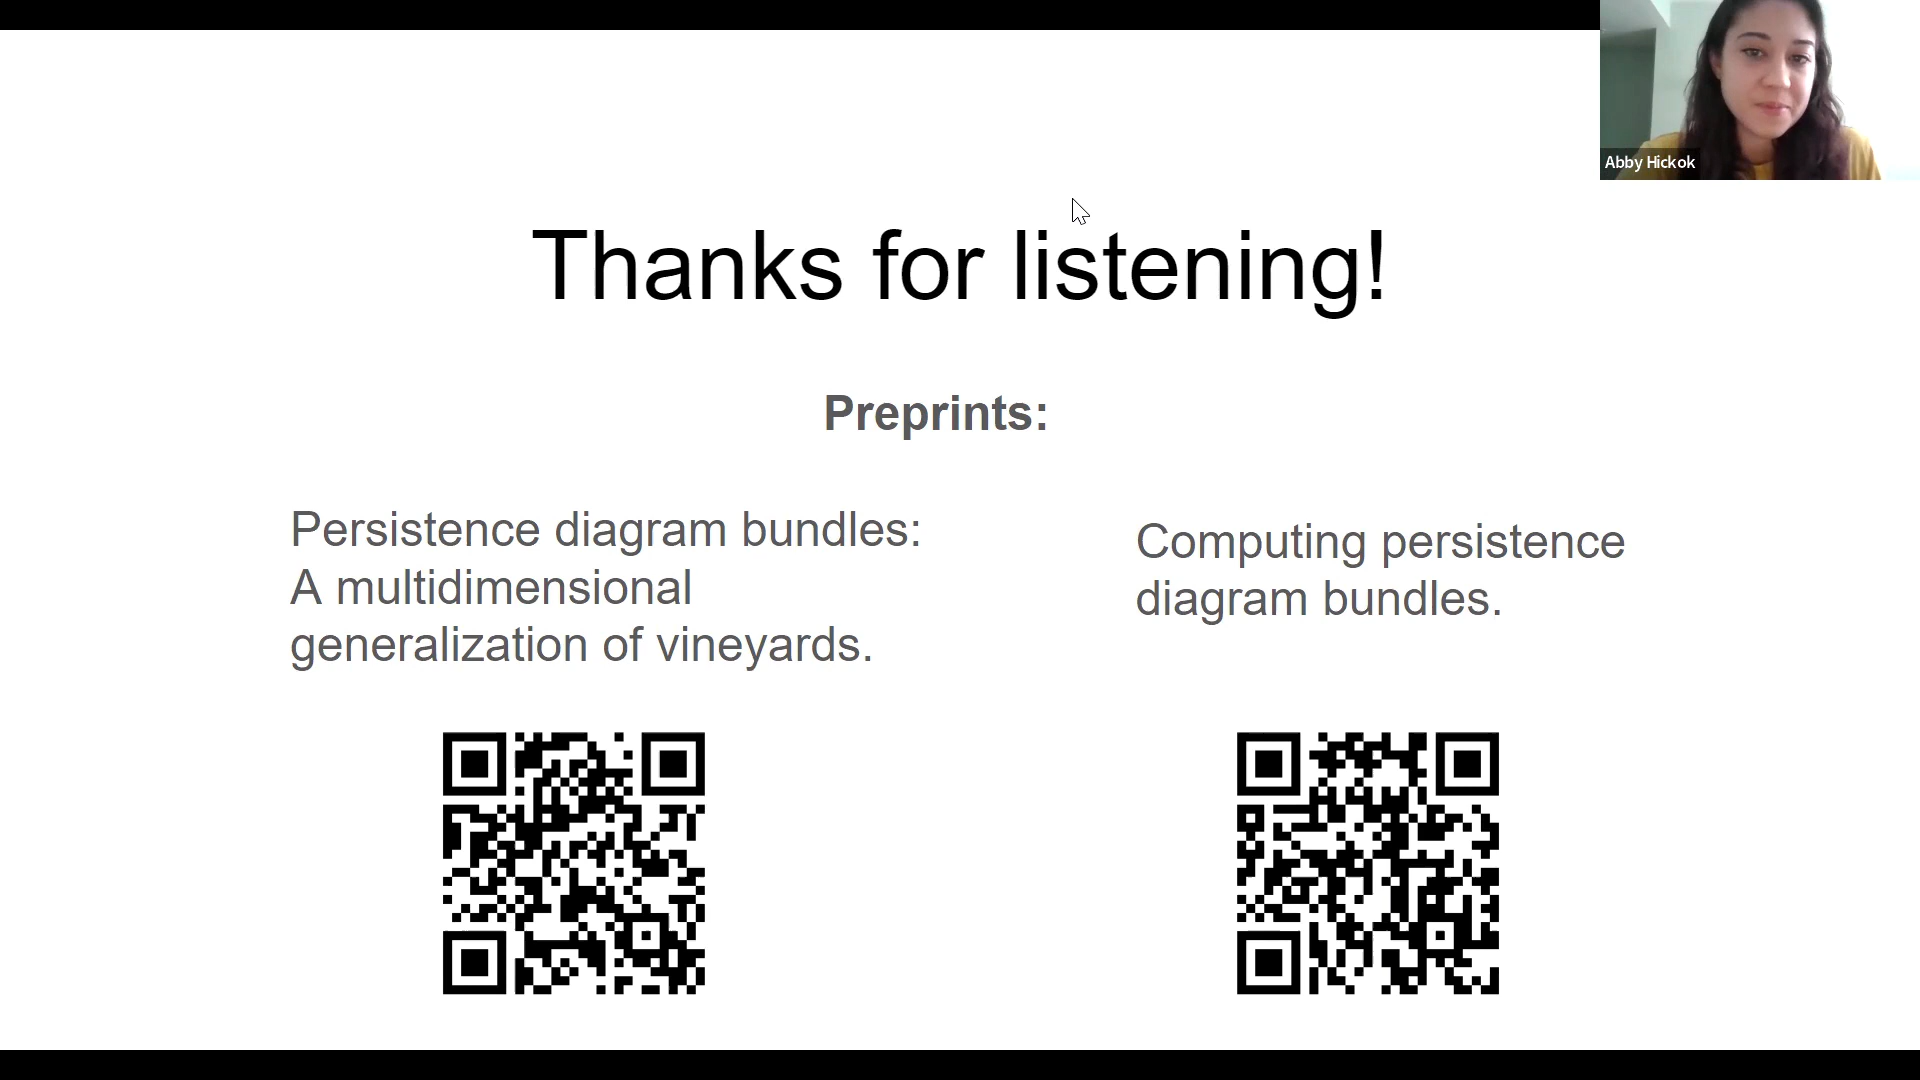 Abby Hickok
Thanks for listening!
Preprints:
Persistence diagram bundles:
A multidimensional
generalization of vineyards.
Computing persistence
diagram bundles.